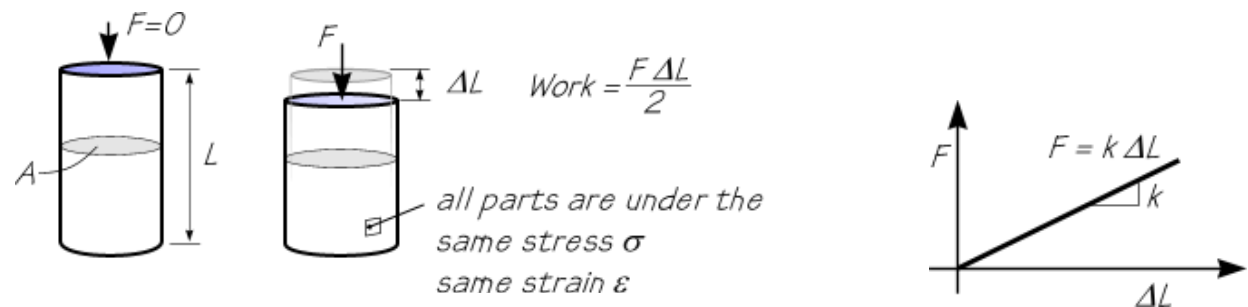 F=0
A
L
F
ΔL
Work = F ΔL / 2
all parts are under the
same stress σ
same strain ε
F
F = k ΔL
k
ΔL